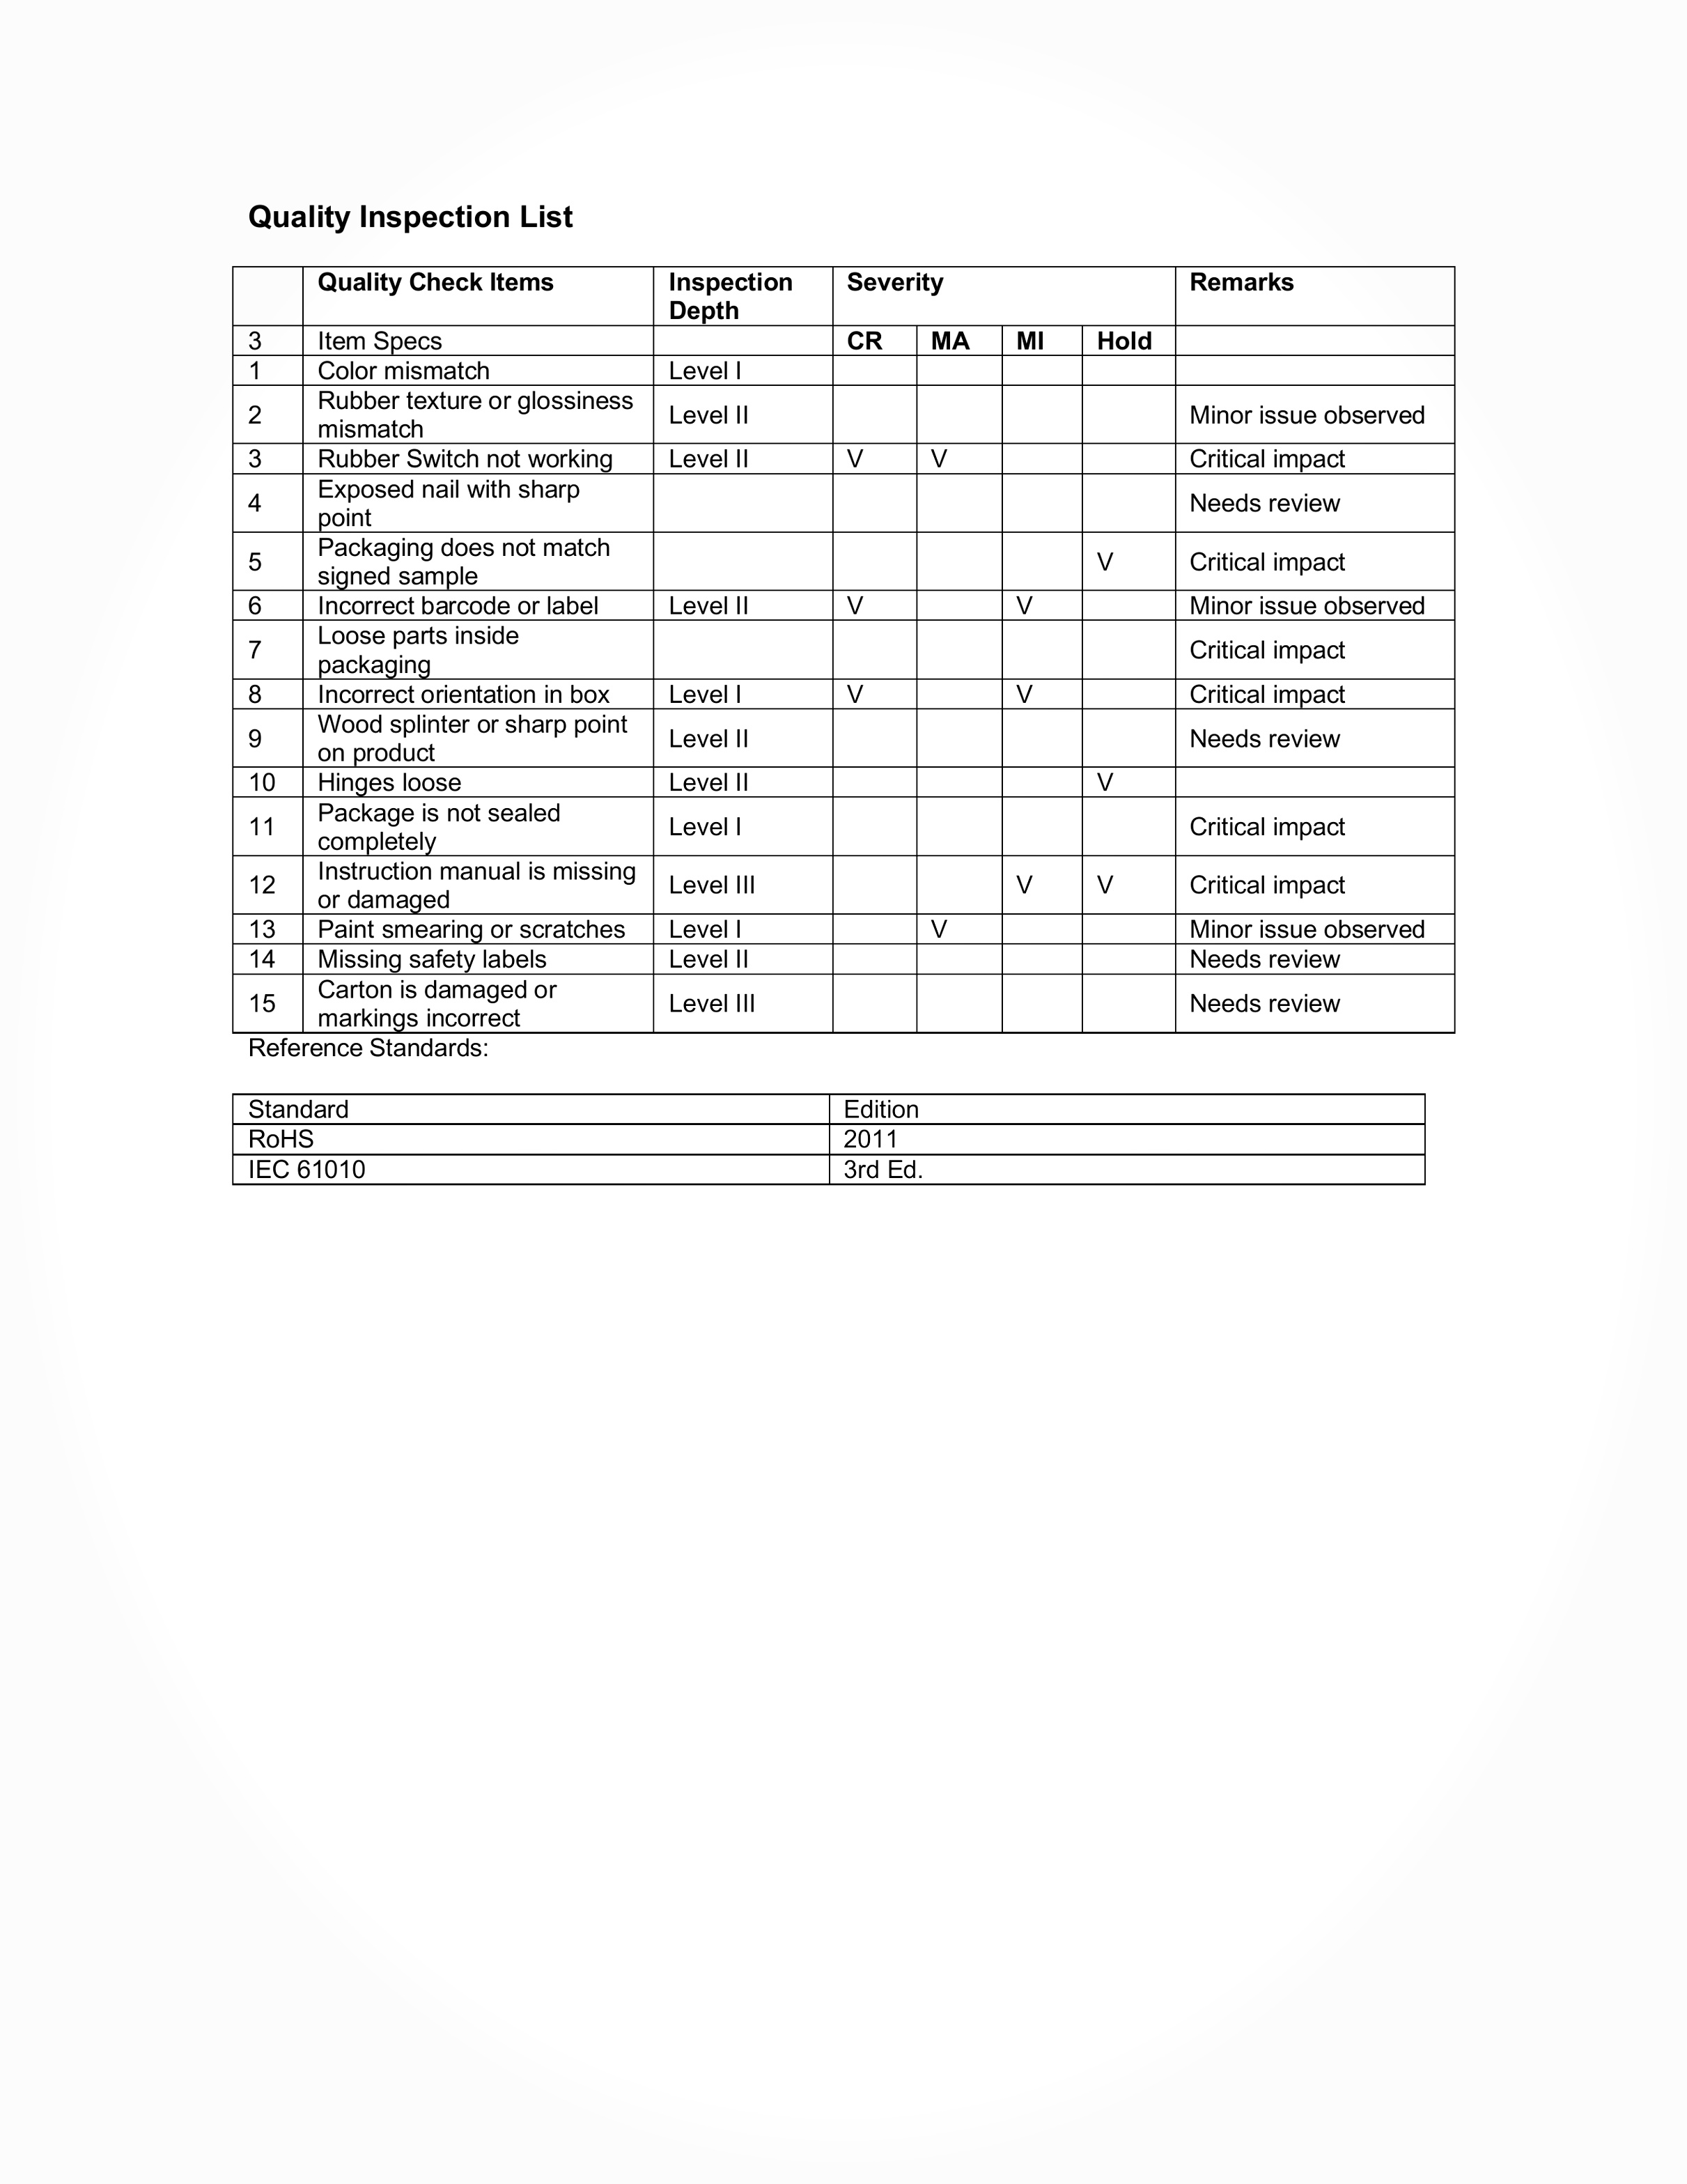 Quality Inspection List
Quality Check Items Inspection Depth Severity Remarks
3 Item Specs CR MA MI Hold
1 Color mismatch Level I
2 Rubber texture or glossiness mismatch Level II Minor issue observed
3 Rubber Switch not working Level II V V Critical impact
4 Exposed nail with sharp point Needs review
5 Packaging does not match signed sample V Critical impact
6 Incorrect barcode or label Level II V V Minor issue observed
7 Loose parts inside packaging Critical impact
8 Incorrect orientation in box Level I V V Critical impact
9 Wood splinter or sharp point on product Level II Needs review
10 Hinges loose Level II V
11 Package is not sealed completely Level I Critical impact
12 Instruction manual is missing or damaged Level III V V Critical impact
13 Paint smearing or scratches Level I V Minor issue observed
14 Missing safety labels Level II Needs review
15 Carton is damaged or markings incorrect Level III Needs review
Reference Standards:
Standard Edition
RoHS 2011
IEC 61010 3rd Ed.